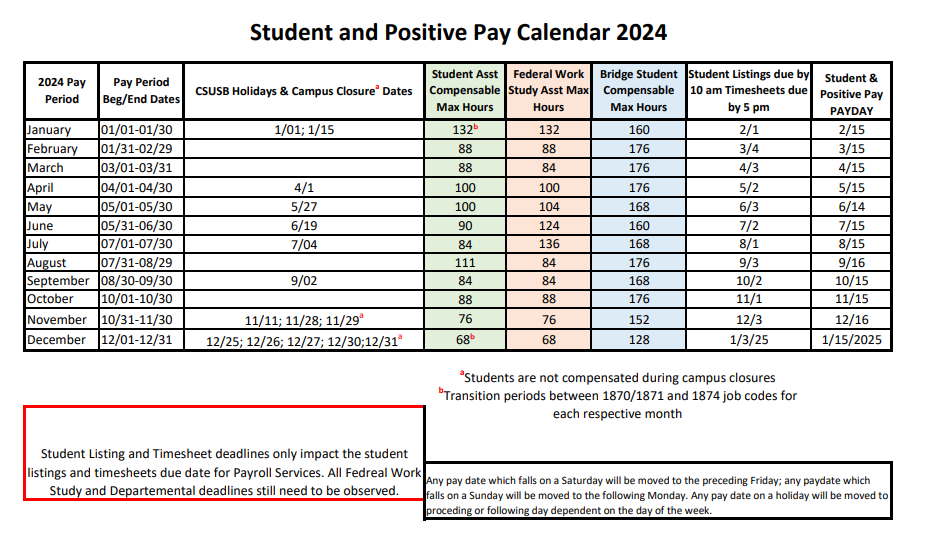 Student and Positive Pay Calendar 2024
2024 Pay Period | Pay Period Beg/End Dates | CSUSB Holidays & Campus Closureᵃ Dates | Student Asst Compensable Max Hours | Federal Work Study Asst Max Hours | Bridge Student Compensable Max Hours | Student Listings due by 10 am Timesheets due by 5 pm | Student & Positive Pay PAYDAY
January | 01/01-01/30 | 1/01; 1/15 | 132ᵇ | 132 | 160 | 2/1 | 2/15
February | 01/31-02/29 | | 88 | 88 | 176 | 3/4 | 3/15
March | 03/01-03/31 | | 88 | 84 | 176 | 4/3 | 4/15
April | 04/01-04/30 | 4/1 | 100 | 100 | 176 | 5/2 | 5/15
May | 05/01-05/30 | 5/27 | 100 | 104 | 168 | 6/3 | 6/14
June | 05/31-06/30 | 6/19 | 90 | 124 | 160 | 7/2 | 7/15
July | 07/01-07/30 | 7/04 | 84 | 136 | 168 | 8/1 | 8/15
August | 07/31-08/29 | | 111 | 84 | 176 | 9/3 | 9/16
September | 08/30-09/30 | 9/02 | 84 | 84 | 168 | 10/2 | 10/15
October | 10/01-10/30 | | 88 | 88 | 176 | 11/1 | 11/15
November | 10/31-11/30 | 11/11; 11/28; 11/29ᵃ | 76 | 76 | 152 | 12/3 | 12/16
December | 12/01-12/31 | 12/25; 12/26; 12/27; 12/30;12/31ᵃ | 68ᵇ | 68 | 128 | 1/3/25 | 1/15/2025
ᵃStudents are not compensated during campus closures
ᵇTransition periods between 1870/1871 and 1874 job codes for
each respective month
Student Listing and Timesheet deadlines only impact the student
listings and timesheets due date for Payroll Services. All Fedreal Work
Study and Departemental deadlines still need to be observed.
Any pay date which falls on a Saturday will be moved to the preceding Friday; any paydate which
falls on a Sunday will be moved to the following Monday. Any pay date on a holiday will be moved to
proceding or following day dependent on the day of the week.